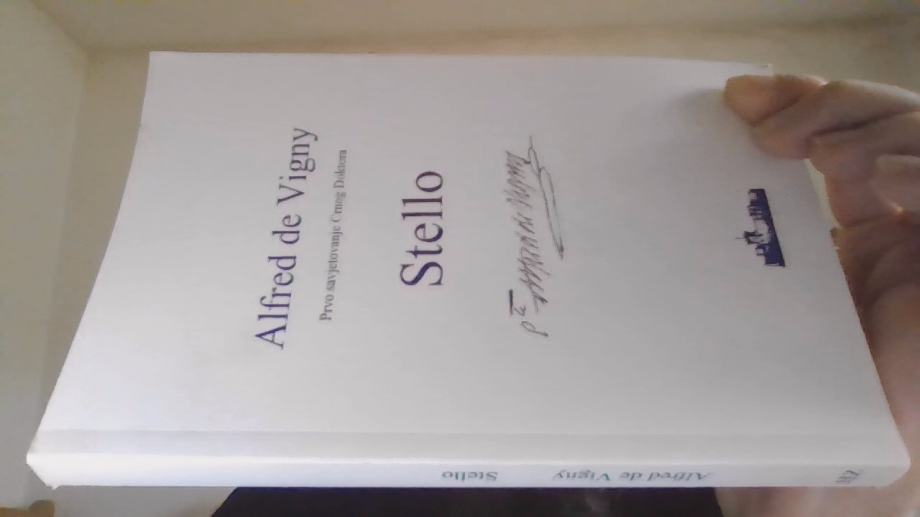 Alfred de Vigny
Prvo savjetovanje Crnog Doktora
Stello
Alfred de Vigny
Stello